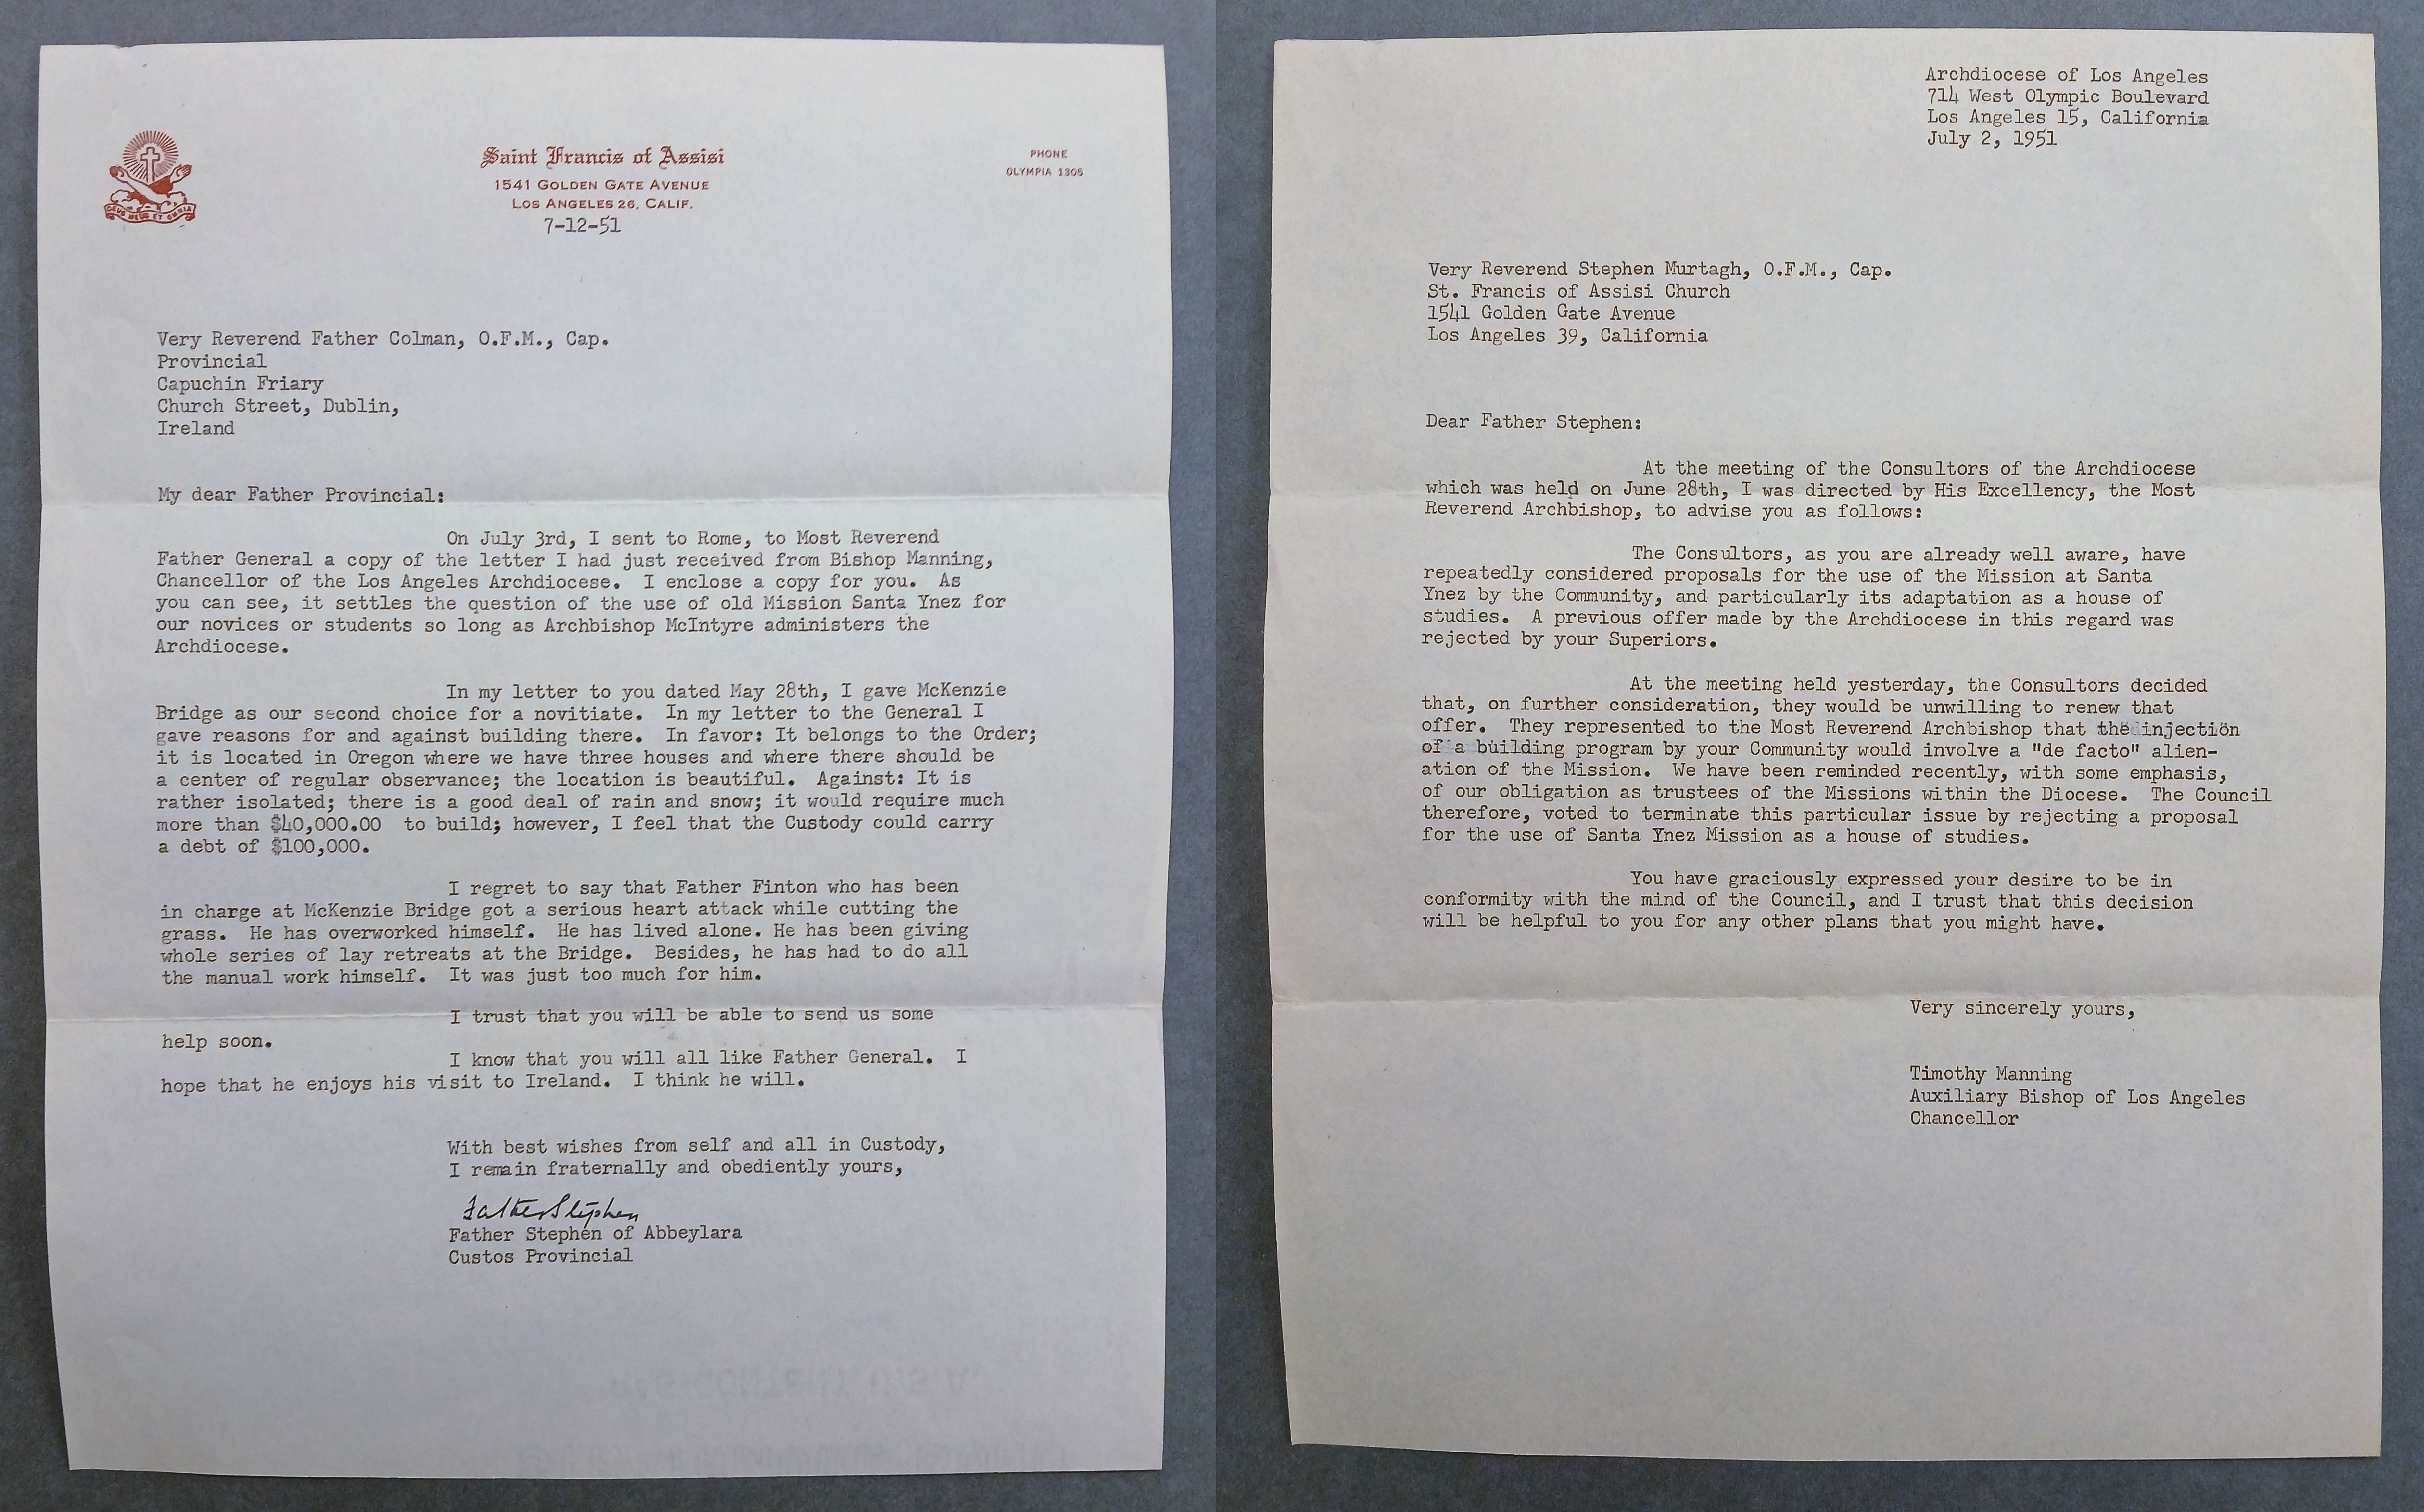 DEUS MEUS ET OMNIA
Saint Francis of Assisi
1541 GOLDEN GATE AVENUE
LOS ANGELES 26, CALIF.
PHONE
OLYMPIA 1305
7-12-51
Very Reverend Father Colman, O.F.M., Cap.
Provincial
Capuchin Friary
Church Street, Dublin,
Ireland
My dear Father Provincial:
On July 3rd, I sent to Rome, to Most Reverend
Father General a copy of the letter I had just received from Bishop Manning,
Chancellor of the Los Angeles Archdiocese. I enclose a copy for you. As
you can see, it settles the question of the use of old Mission Santa Ynez for
our novices or students so long as Archbishop McIntyre administers the
Archdiocese.
In my letter to you dated May 28th, I gave McKenzie
Bridge as our second choice for a novitiate. In my letter to the General I
gave reasons for and against building there. In favor: It belongs to the Order;
it is located in Oregon where we have three houses and where there should be
a center of regular observance; the location is beautiful. Against: It is
rather isolated; there is a good deal of rain and snow; it would require much
more than $40,000.00 to build; however, I feel that the Custody could carry
a debt of $100,000.
I regret to say that Father Finton who has been
in charge at McKenzie Bridge got a serious heart attack while cutting the
grass. He has overworked himself. He has lived alone. He has been giving
whole series of lay retreats at the Bridge. Besides, he has had to do all
the manual work himself. It was just too much for him.
I trust that you will be able to send us some
help soon.
I know that you will all like Father General. I
hope that he enjoys his visit to Ireland. I think he will.
With best wishes from self and all in Custody,
I remain fraternally and obediently yours,
Father Stephen
Father Stephen of Abbeylara
Custos Provincial
Archdiocese of Los Angeles
714 West Olympic Boulevard
Los Angeles 15, California
July 2, 1951
Very Reverend Stephen Murtagh, O.F.M., Cap.
St. Francis of Assisi Church
1541 Golden Gate Avenue
Los Angeles 39, California
Dear Father Stephen:
At the meeting of the Consultors of the Archdiocese
which was held on June 28th, I was directed by His Excellency, the Most
Reverend Archbishop, to advise you as follows:
The Consultors, as you are already well aware, have
repeatedly considered proposals for the use of the Mission at Santa
Ynez by the Community, and particularly its adaptation as a house of
studies. A previous offer made by the Archdiocese in this regard was
rejected by your Superiors.
At the meeting held yesterday, the Consultors decided
that, on further consideration, they would be unwilling to renew that
offer. They represented to the Most Reverend Archbishop that the injection
of a building program by your Community would involve a "de facto" alien-
ation of the Mission. We have been reminded recently, with some emphasis,
of our obligation as trustees of the Missions within the Diocese. The Council
therefore, voted to terminate this particular issue by rejecting a proposal
for the use of Santa Ynez Mission as a house of studies.
You have graciously expressed your desire to be in
conformity with the mind of the Council, and I trust that this decision
will be helpful to you for any other plans that you might have.
Very sincerely yours,
Timothy Manning
Auxiliary Bishop of Los Angeles
Chancellor